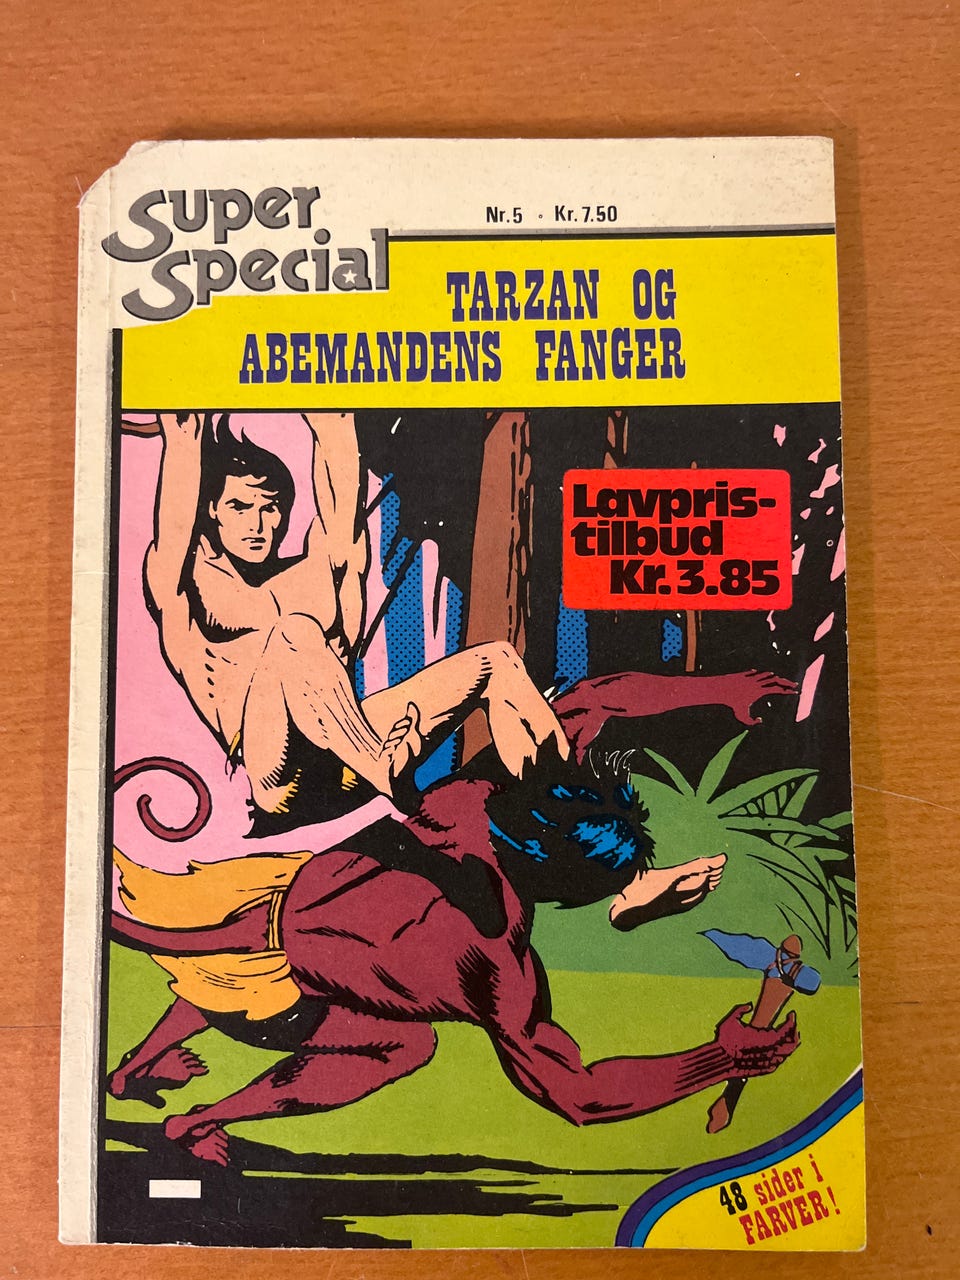 Super
Special
Nr.5 • Kr.7.50
TARZAN OG
ABEMANDENS FANGER
Lavpris-
tilbud
Kr.3.85
48 sider i
FARVER!